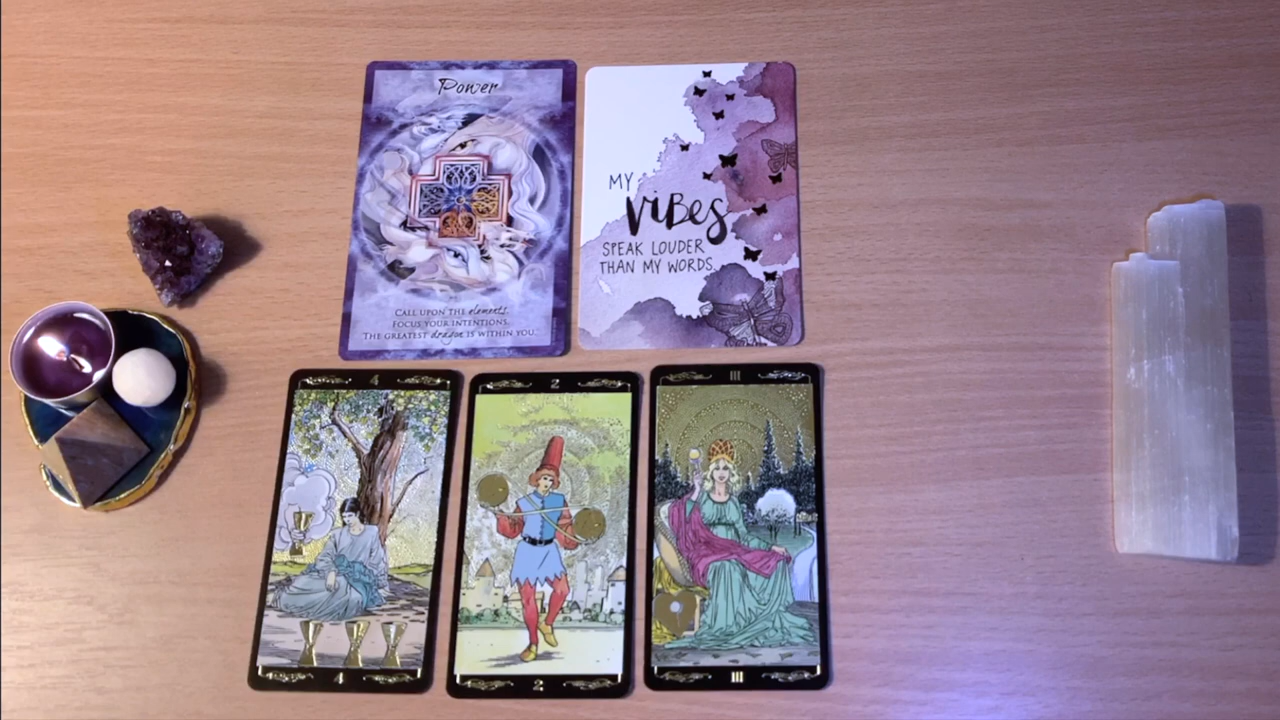 Power
CALL UPON THE elements.
FOCUS YOUR INTENTIONS.
THE GREATEST dragon IS WITHIN YOU.
MY
ViBes
SPEAK LOUDER
THAN MY WORDS.
4
2
III
4
2
III